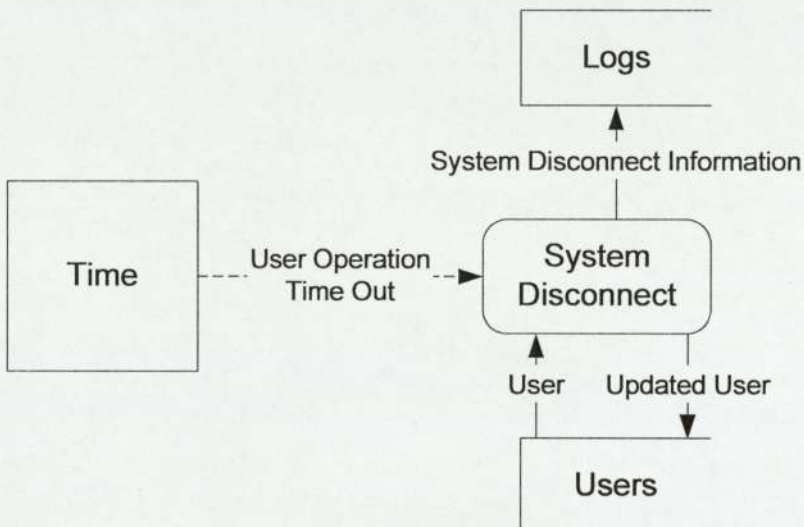 Logs
System Disconnect Information
Time
User Operation
Time Out
System
Disconnect
User
Updated User
Users